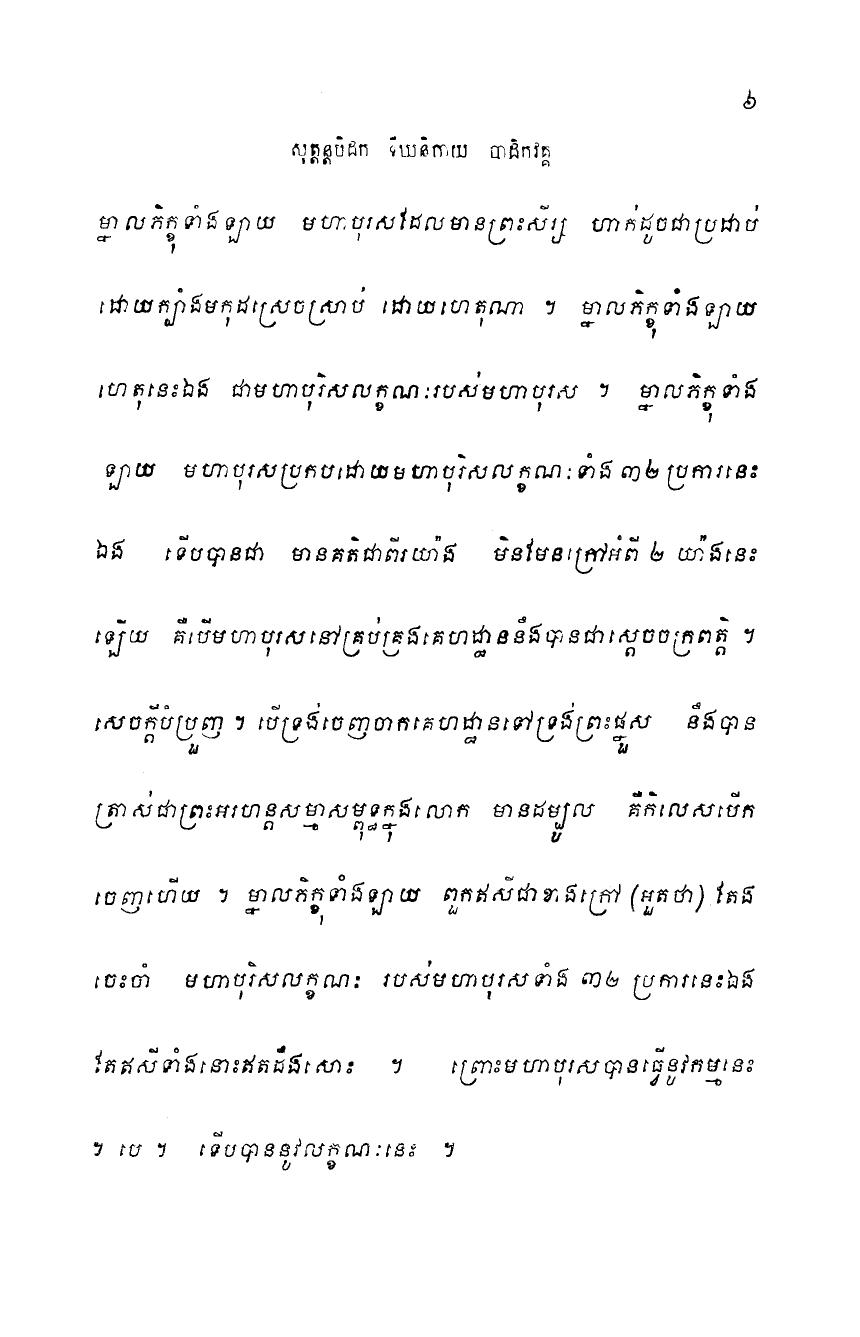 ៦
សុត្តន្តបិដក ទីឃនិកាយ បាដិកវគ្គ
ម្នាលភិក្ខុទាំងឡាយ មហាបុរសដែលមានព្រះសីរ្ស ហាក់ដូចជាប្រដាប់
ដោយក្បាំងមកុដស្រេចស្រាប់ ដោយហេតុណា ។ ម្នាលភិក្ខុទាំងឡាយ
ហេតុនេះឯង ជាមហាបុរិសលក្ខណៈរបស់មហាបុរស ។ ម្នាលភិក្ខុទាំង
ឡាយ មហាបុរសប្រកបដោយមហាបុរិសលក្ខណៈទាំង ៣២ ប្រការនេះ
ឯង ទើបបានជា មានគតិជាពីរយ៉ាង មិនមែនក្រៅអំពី ២ យ៉ាងនេះ
ឡើយ គឺបើមហាបុរសនៅគ្រប់គ្រងគេហដ្ឋាននឹងបានជាស្តេចចក្រពត្តិ ។
សេចក្តីបំប្រួញ ។ បើទ្រង់ចេញចាកគេហដ្ឋានទៅទ្រង់ព្រះផ្នួស នឹងបាន
ត្រាស់ជាព្រះអរហន្តសម្មាសម្ពុទ្ធក្នុងលោក មានដម្បូល គឺកិលេសបើក
ចេញហើយ ។ ម្នាលភិក្ខុទាំងឡាយ ពួកឥសីជាខាងក្រៅ (អួតថា) តែង
ចេះចាំ មហាបុរិសលក្ខណៈ របស់មហាបុរសទាំង ៣២ ប្រការនេះឯង
តែឥសីទាំងនោះឥតដឹងសោះ ។ ព្រោះមហាបុរសបានធ្វើនូវកម្មនេះ
។ បេ ។ ទើបបាននូវលក្ខណៈនេះ ។